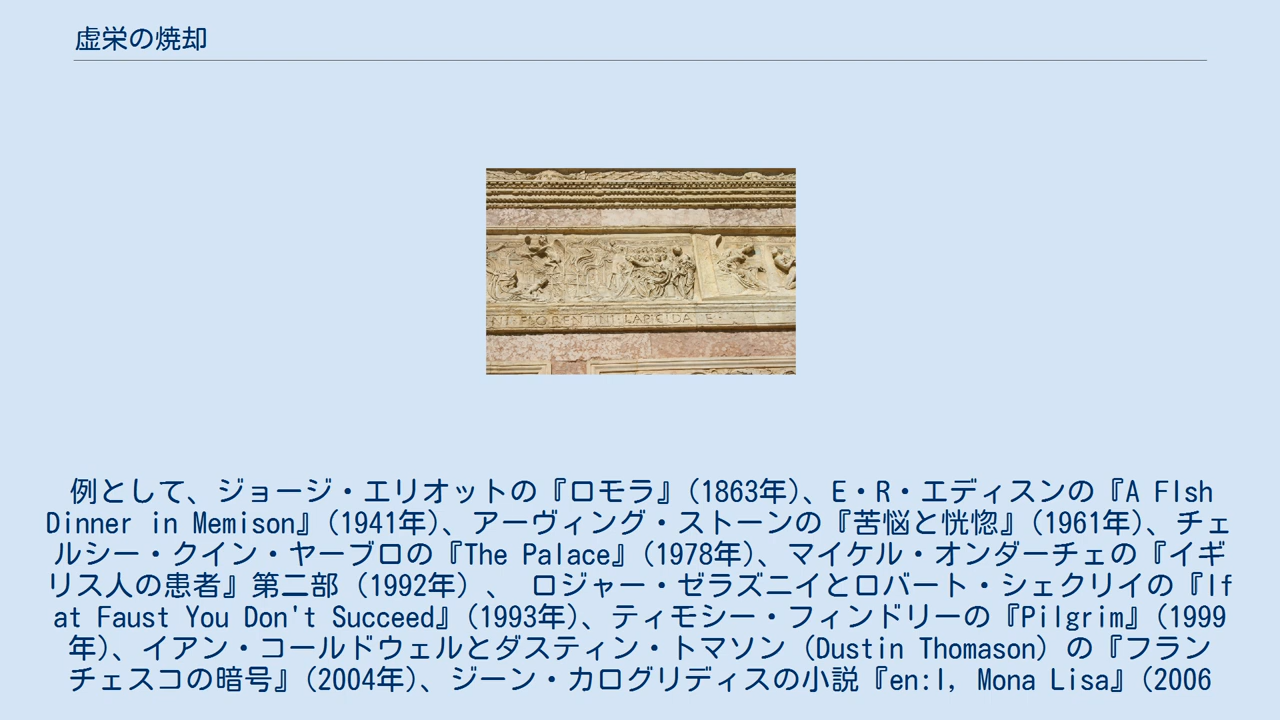 虚栄の焼却
NI·FLORENTINI·LAPICIDA E·
例として、ジョージ・エリオットの『ロモラ』(1863年)、E・R・エディスンの『A FIsh
Dinner in Memison』(1941年)、アーヴィング・ストーンの『苦悩と恍惚』(1961年)、チェ
ルシー・クイン・ヤーブロの『The Palace』(1978年)、マイケル・オンダーチェの『イギ
リス人の患者』第二部（1992年）、 ロジャー・ゼラズニイとロバート・シェクリイの『If
at Faust You Don't Succeed』(1993年)、ティモシー・フィンドリーの『Pilgrim』(1999
年)、イアン・コールドウェルとダスティン・トマソン（Dustin Thomason）の『フラン
チェスコの暗号』(2004年)、ジーン・カログリディスの小説『en:I, Mona Lisa』(2006